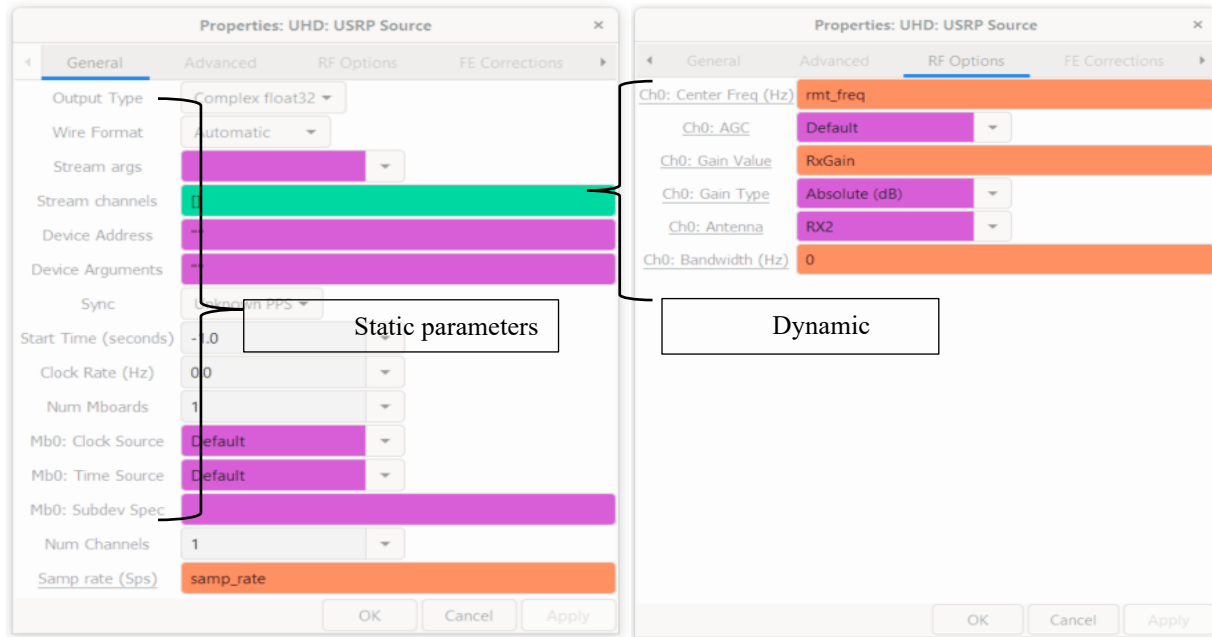 Properties: UHD: USRP Source ×
General Advanced RF Options FE Corrections
Output Type Complex float32
Wire Format Automatic
Stream args
Stream channels []
Device Address ""
Device Arguments ""
Sync Unknown PPS
Start Time (seconds) -1.0
Clock Rate (Hz) 0.0
Num Mboards 1
Mb0: Clock Source Default
Mb0: Time Source Default
Mb0: Subdev Spec
Num Channels 1
Samp rate (Sps) samp_rate
OK Cancel Apply
Static parameters
Properties: UHD: USRP Source ×
General Advanced RF Options FE Corrections
Ch0: Center Freq (Hz) rmt_freq
Ch0: AGC Default
Ch0: Gain Value RxGain
Ch0: Gain Type Absolute (dB)
Ch0: Antenna RX2
Ch0: Bandwidth (Hz) 0
Dynamic
OK Cancel Apply